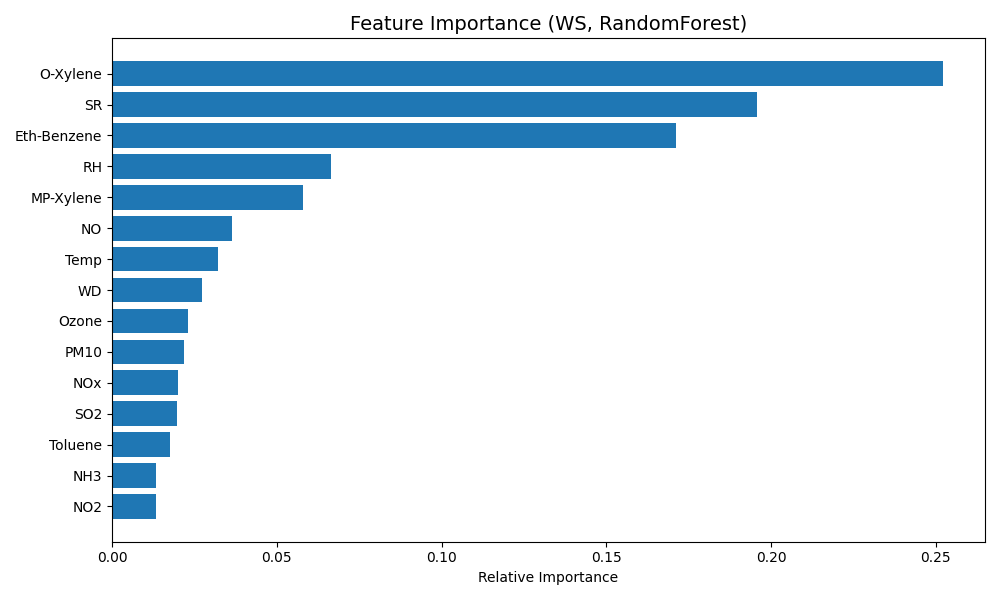 Feature Importance (WS, RandomForest)
O-Xylene
SR
Eth-Benzene
RH
MP-Xylene
NO
Temp
WD
Ozone
PM10
NOx
SO2
Toluene
NH3
NO2
0.00 0.05 0.10 0.15 0.20 0.25
Relative Importance